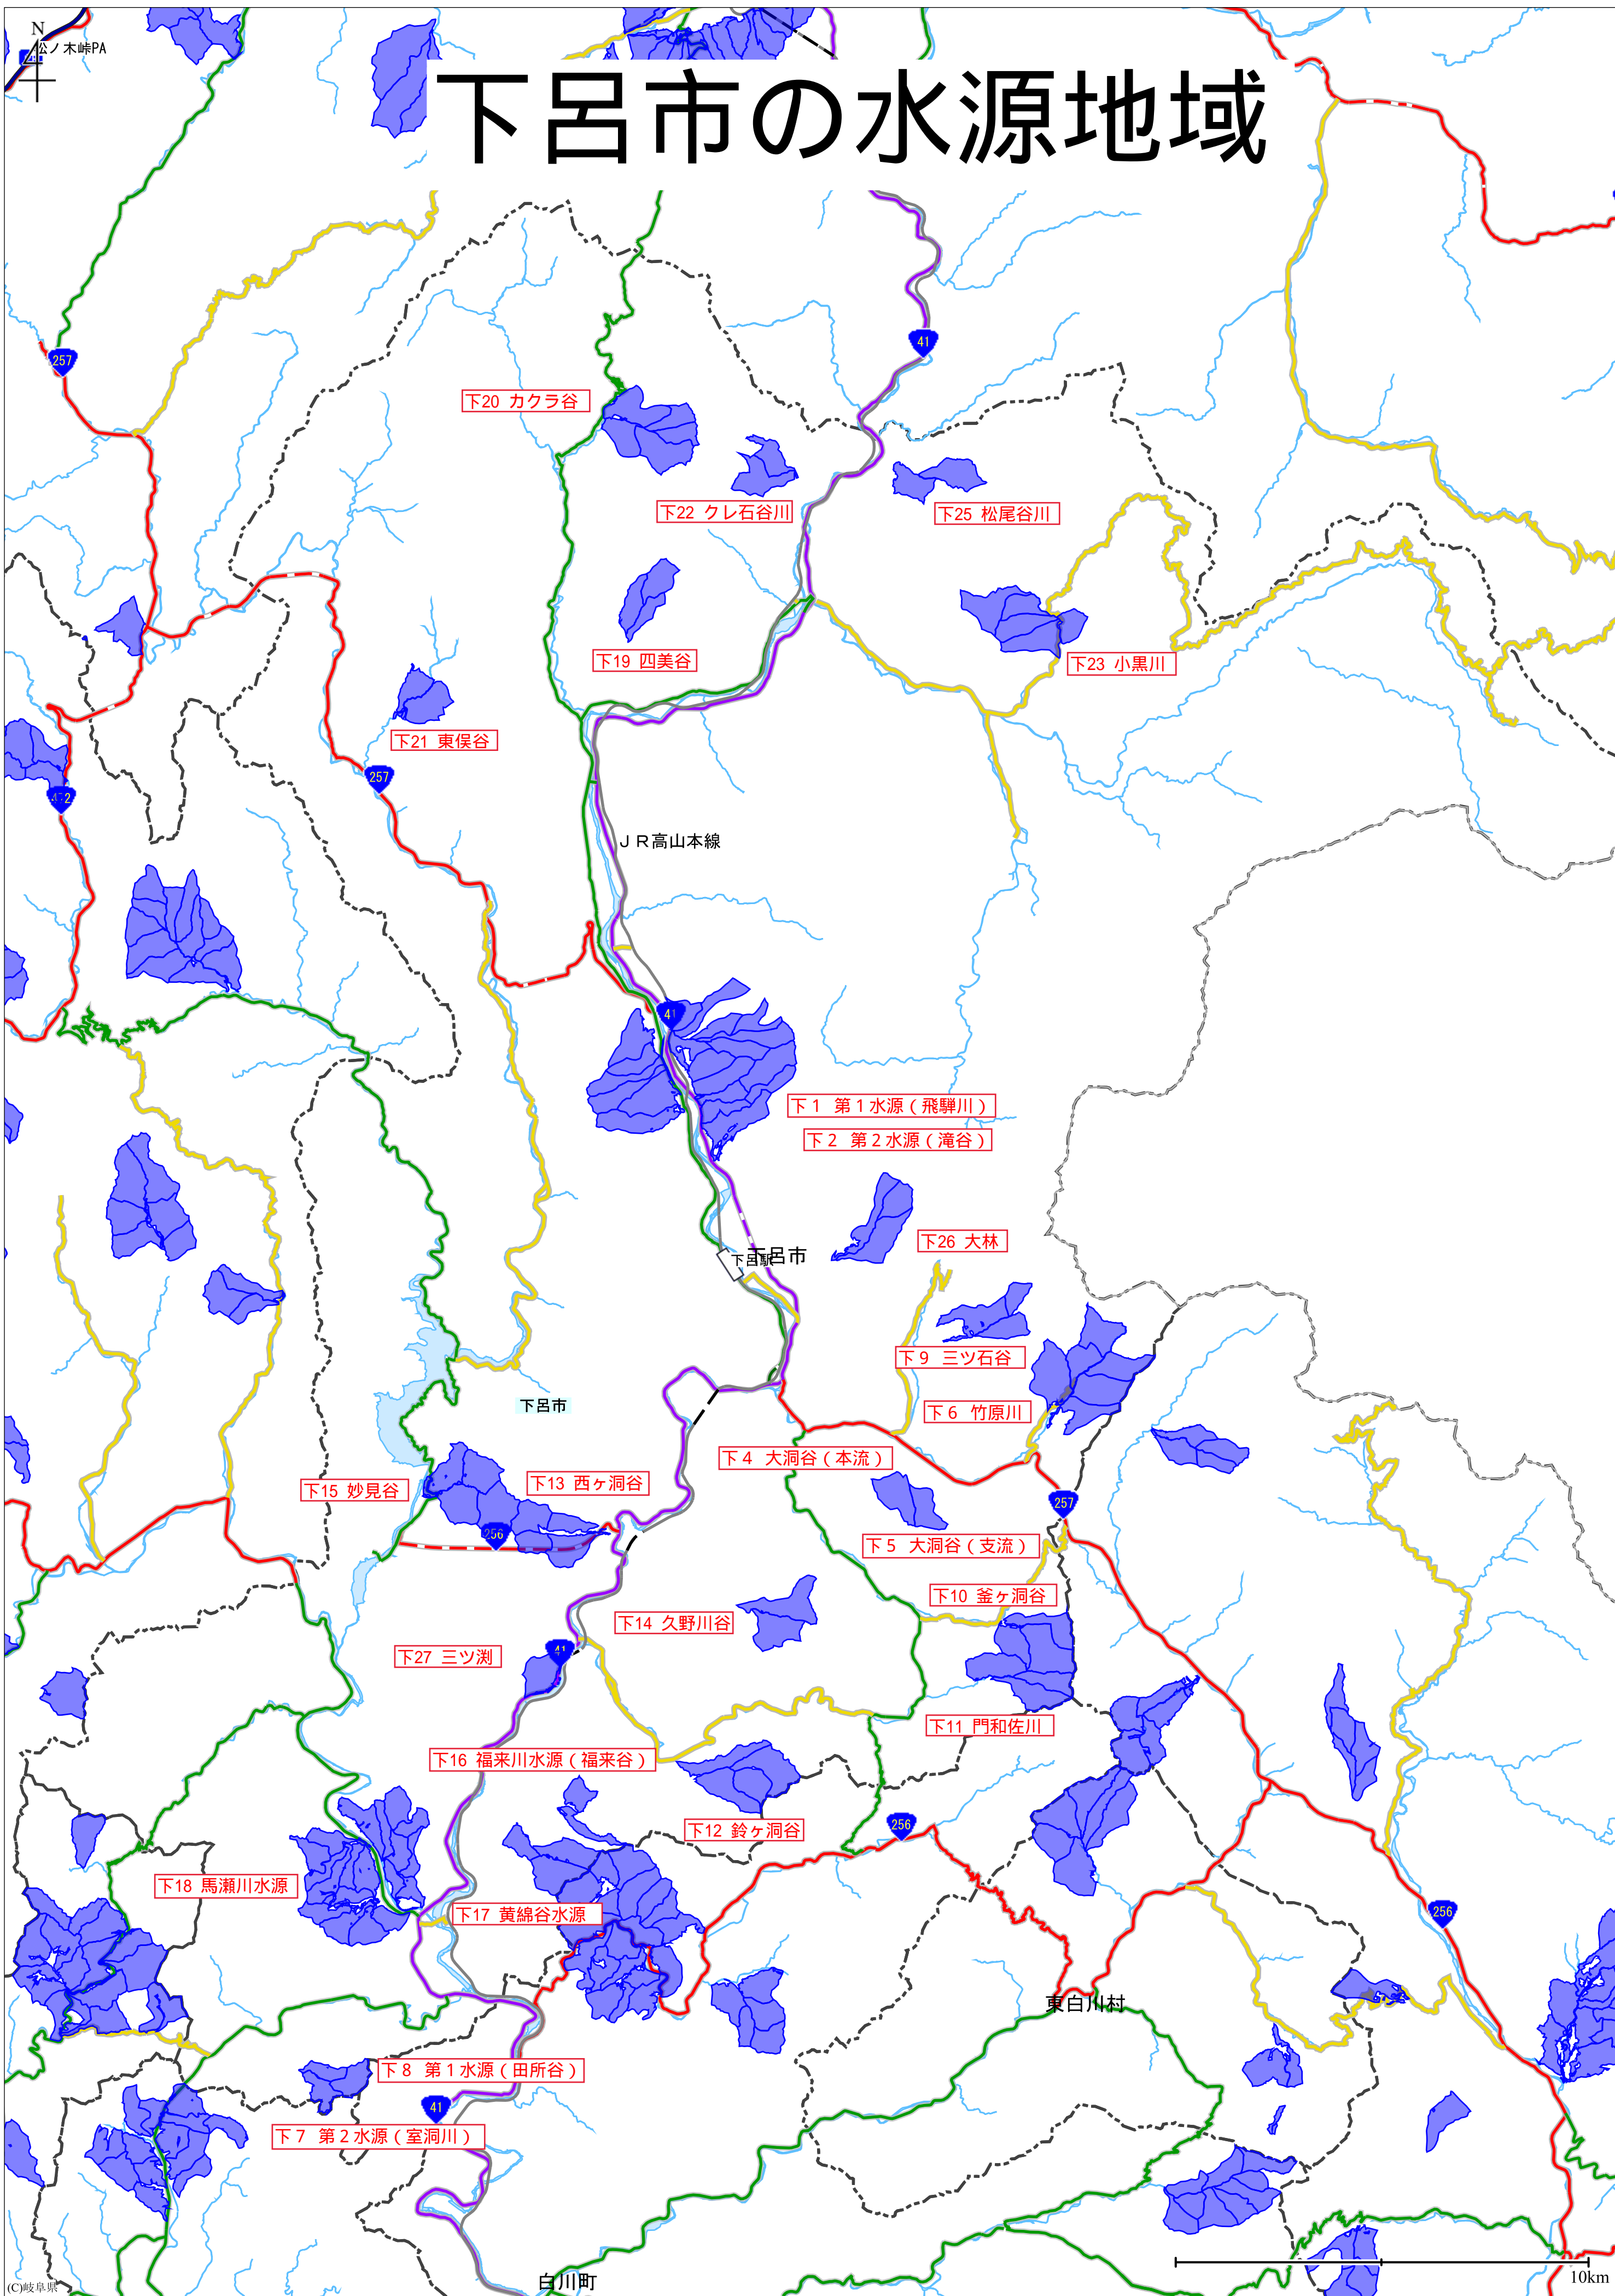 N
松ノ木峠PA
下呂市の水源地域
41
257
下20 カクラ谷
下22 クレ石谷川
下25 松尾谷川
下19 四美谷
下23 小黒川
下21 東俣谷
257
ＪＲ高山本線
41
下１ 第１水源（飛騨川）
下２ 第２水源（滝谷）
下26 大林
下呂市
下呂駅
下９ 三ツ石谷
下呂市
下６ 竹原川
下４ 大洞谷（本流）
下13 西ヶ洞谷
下15 妙見谷
257
256
下５ 大洞谷（支流）
下10 釜ヶ洞谷
下14 久野川谷
下27 三ツ渕
41
下11 門和佐川
下16 福来川水源（福来谷）
下12 鈴ヶ洞谷
256
下18 馬瀬川水源
下17 黄綿谷水源
256
東白川村
下８ 第１水源（田所谷）
41
下７ 第２水源（室洞川）
10km
白川町
(C)岐阜県